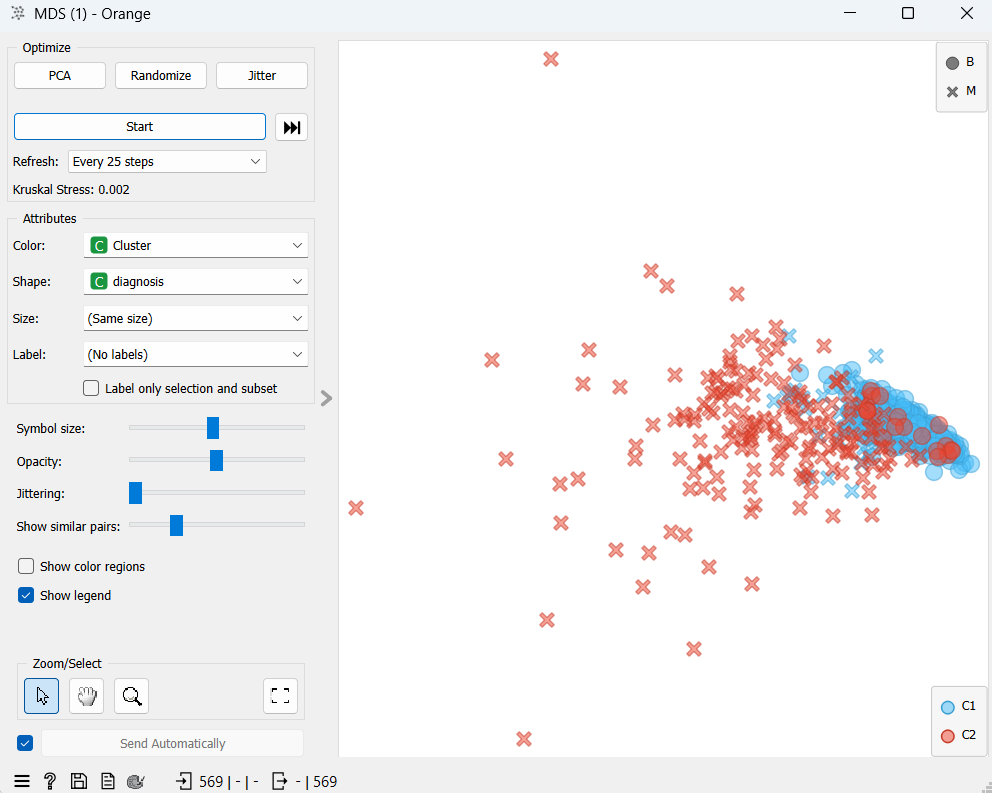 MDS (1) - Orange
Optimize
PCA
Randomize
Jitter
Start
Refresh: Every 25 steps
Kruskal Stress: 0.002
Attributes
Color: C Cluster
Shape: C diagnosis
Size: (Same size)
Label: (No labels)
Label only selection and subset
Symbol size:
Opacity:
Jittering:
Show similar pairs:
Show color regions
Show legend
Zoom/Select
Send Automatically
569 | - | - - | 569
B
M
C1
C2